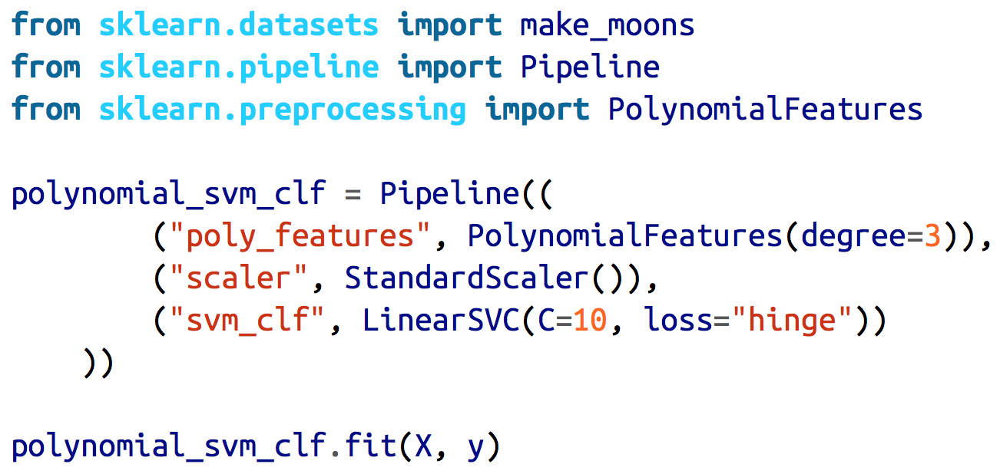 from sklearn.datasets import make_moons
from sklearn.pipeline import Pipeline
from sklearn.preprocessing import PolynomialFeatures
polynomial_svm_clf = Pipeline((
("poly_features", PolynomialFeatures(degree=3)),
("scaler", StandardScaler()),
("svm_clf", LinearSVC(C=10, loss="hinge"))
))
polynomial_svm_clf.fit(X, y)